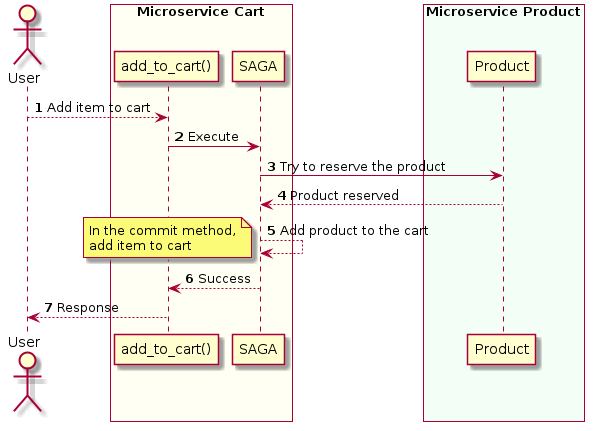 Microservice Cart
Microservice Product
User
add_to_cart()
SAGA
Product
1 Add item to cart
2 Execute
3 Try to reserve the product
4 Product reserved
In the commit method,
add item to cart
5 Add product to the cart
6 Success
7 Response
User
add_to_cart()
SAGA
Product